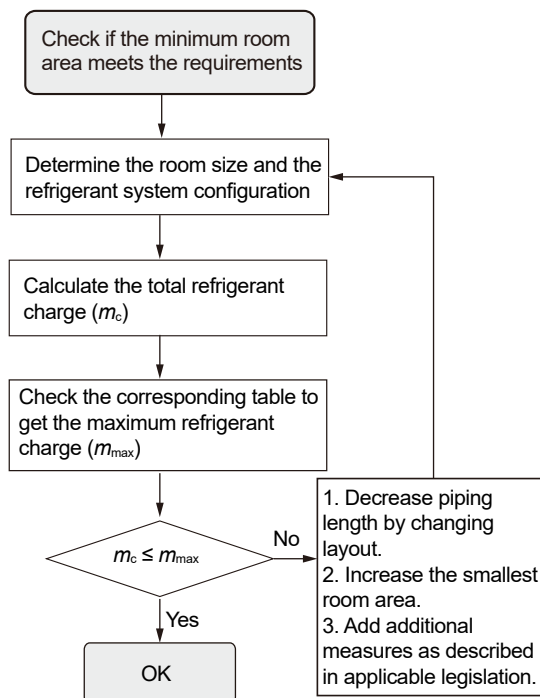 Check if the minimum room
area meets the requirements
Determine the room size and the
refrigerant system configuration
Calculate the total refrigerant
charge (mc)
Check the corresponding table to
get the maximum refrigerant
charge (mmax)
mc ≤ mmax
No
Yes
1. Decrease piping
length by changing
layout.
2. Increase the smallest
room area.
3. Add additional
measures as described
in applicable legislation.
OK